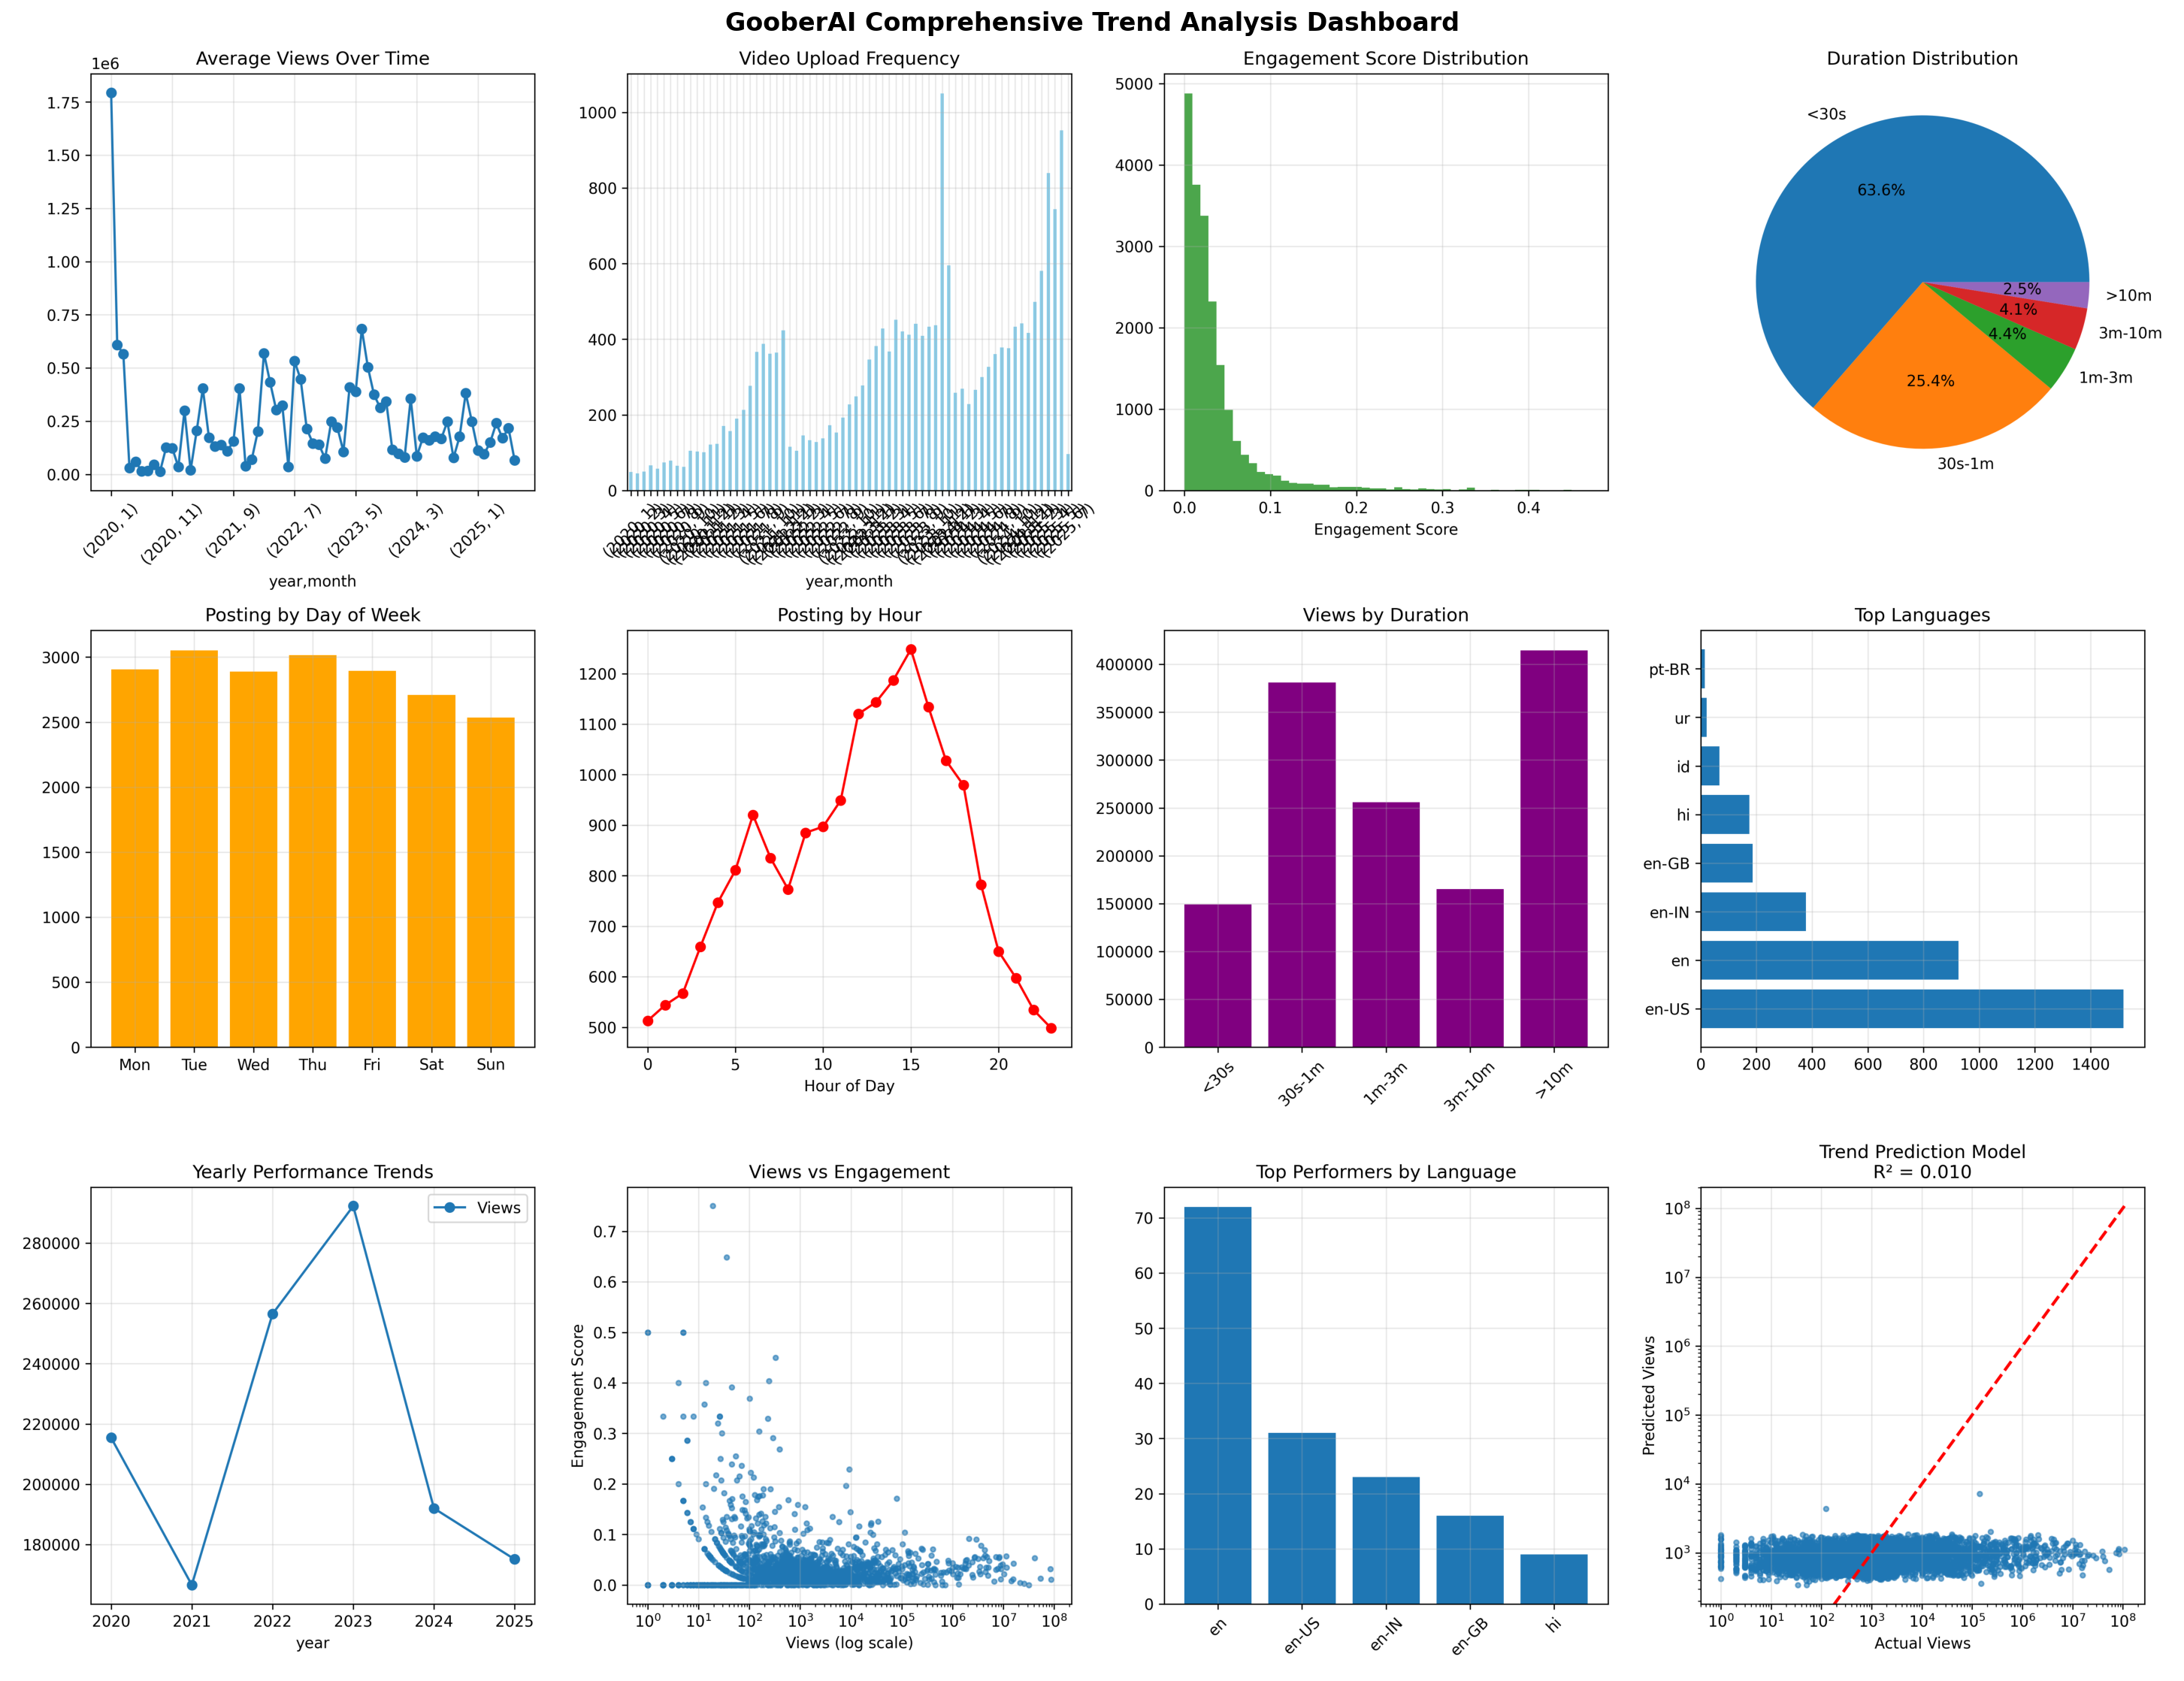 GooberAI Comprehensive Trend Analysis Dashboard
Average Views Over Time
1e6
1.75
1.50
1.25
1.00
0.75
0.50
0.25
0.00
(2020, 1)
(2020, 11)
(2021, 9)
(2022, 7)
(2023, 5)
(2024, 3)
(2025, 1)
year,month
Video Upload Frequency
1000
800
600
400
200
0
(2025, 7)
year,month
Engagement Score Distribution
5000
4000
3000
2000
1000
0
0.0 0.1 0.2 0.3 0.4
Engagement Score
Duration Distribution
<30s
63.6%
2.5%
>10m
4.1%
3m-10m
4.4%
1m-3m
25.4%
30s-1m
Posting by Day of Week
3000
2500
2000
1500
1000
500
0
Mon Tue Wed Thu Fri Sat Sun
Posting by Hour
1200
1100
1000
900
800
700
600
500
0 5 10 15 20
Hour of Day
Views by Duration
400000
350000
300000
250000
200000
150000
100000
50000
0
<30s
30s-1m
1m-3m
3m-10m
>10m
Top Languages
pt-BR
ur
id
hi
en-GB
en-IN
en
en-US
0 200 400 600 800 1000 1200 1400
Yearly Performance Trends
Views
280000
260000
240000
220000
200000
180000
2020 2021 2022 2023 2024 2025
year
Views vs Engagement
Engagement Score
0.7
0.6
0.5
0.4
0.3
0.2
0.1
0.0
10⁰ 10¹ 10² 10³ 10⁴ 10⁵ 10⁶ 10⁷ 10⁸
Views (log scale)
Top Performers by Language
70
60
50
40
30
20
10
0
en
en-US
en-IN
en-GB
hi
Trend Prediction Model
R² = 0.010
Predicted Views
10⁸
10⁷
10⁶
10⁵
10⁴
10³
10⁰ 10¹ 10² 10³ 10⁴ 10⁵ 10⁶ 10⁷ 10⁸
Actual Views